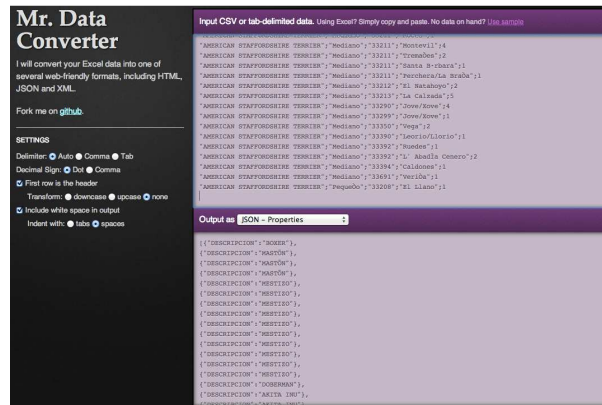 Mr. Data
Converter
I will convert your Excel data into one of
several web-friendly formats, including HTML,
JSON and XML.
Fork me on github.
SETTINGS
Delimiter: Auto Comma Tab
Decimal Sign: Dot Comma
First row is the header
Transform: downcase upcase none
Include white space in output
Indent with: tabs spaces
Input CSV or tab-delimited data. Using Excel? Simply copy and paste. No data on hand? Use sample
"AMERICAN STAFFORDSHIRE TERRIER";"Mediano";"33211";"Montevil";4
"AMERICAN STAFFORDSHIRE TERRIER";"Mediano";"33211";"TremaÒes";2
"AMERICAN STAFFORDSHIRE TERRIER";"Mediano";"33211";"Santa B·rbara";1
"AMERICAN STAFFORDSHIRE TERRIER";"Mediano";"33211";"Perchera/La BraÒa";1
"AMERICAN STAFFORDSHIRE TERRIER";"Mediano";"33212";"El Natahoyo";2
"AMERICAN STAFFORDSHIRE TERRIER";"Mediano";"33213";"La Calzada";5
"AMERICAN STAFFORDSHIRE TERRIER";"Mediano";"33290";"Jove/Xove";4
"AMERICAN STAFFORDSHIRE TERRIER";"Mediano";"33299";"Jove/Xove";1
"AMERICAN STAFFORDSHIRE TERRIER";"Mediano";"33350";"Vega";2
"AMERICAN STAFFORDSHIRE TERRIER";"Mediano";"33390";"Leorio/Llorio";1
"AMERICAN STAFFORDSHIRE TERRIER";"Mediano";"33392";"Ruedes";1
"AMERICAN STAFFORDSHIRE TERRIER";"Mediano";"33392";"L' AbadÌa Cenero";2
"AMERICAN STAFFORDSHIRE TERRIER";"Mediano";"33394";"Caldones";1
"AMERICAN STAFFORDSHIRE TERRIER";"Mediano";"33691";"VeriÒa";1
"AMERICAN STAFFORDSHIRE TERRIER";"PequeÒo";"33208";"El Llano";1
Output as JSON - Properties
[{"DESCRIPCION":"BOXER"},
{"DESCRIPCION":"MASTÕN"},
{"DESCRIPCION":"MASTÕN"},
{"DESCRIPCION":"MASTÕN"},
{"DESCRIPCION":"MESTIZO"},
{"DESCRIPCION":"MESTIZO"},
{"DESCRIPCION":"MESTIZO"},
{"DESCRIPCION":"MESTIZO"},
{"DESCRIPCION":"MESTIZO"},
{"DESCRIPCION":"MESTIZO"},
{"DESCRIPCION":"MESTIZO"},
{"DESCRIPCION":"MESTIZO"},
{"DESCRIPCION":"MESTIZO"},
{"DESCRIPCION":"DOBERMAN"},
{"DESCRIPCION":"AKITA INU"},
{"DESCRIPCION":"AKITA INU"},